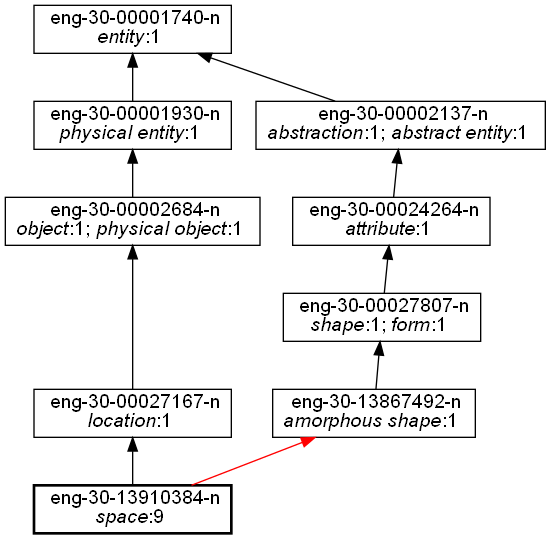 eng-30-00001740-n
entity:1
eng-30-00001930-n
physical entity:1
eng-30-00002137-n
abstraction:1; abstract entity:1
eng-30-00002684-n
object:1; physical object:1
eng-30-00024264-n
attribute:1
eng-30-00027807-n
shape:1; form:1
eng-30-00027167-n
location:1
eng-30-13867492-n
amorphous shape:1
eng-30-13910384-n
space:9